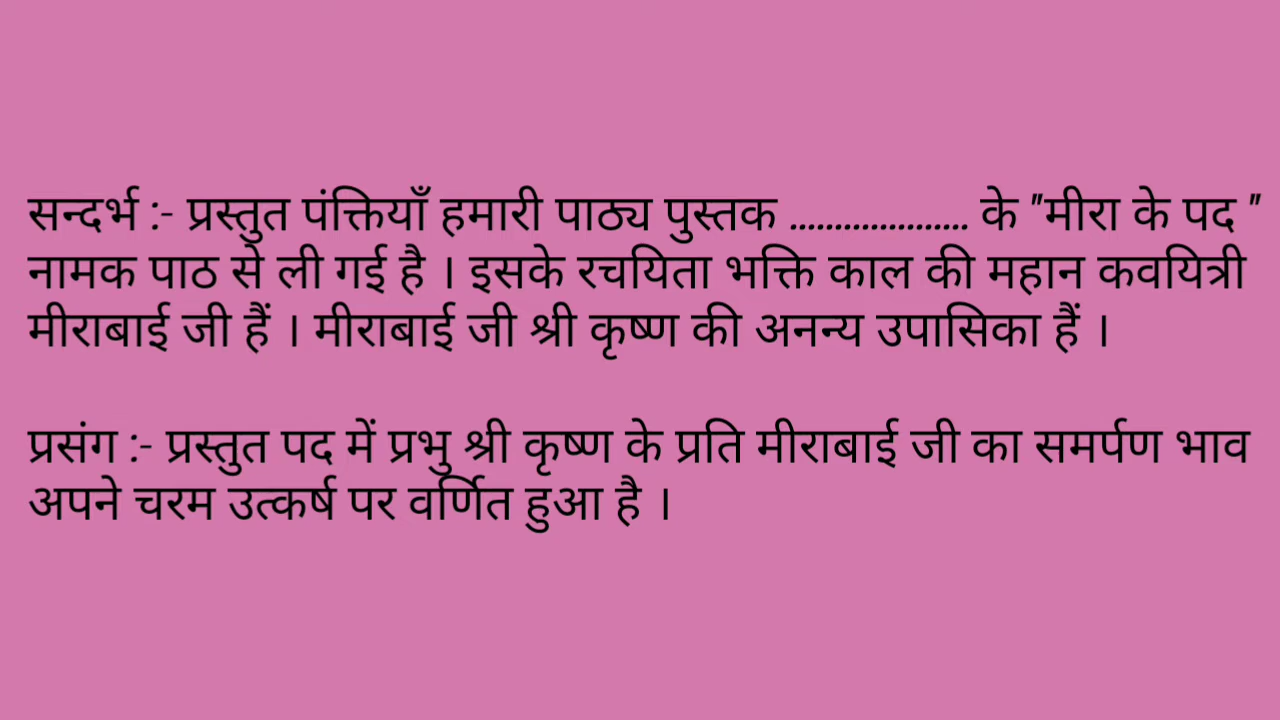 सन्दर्भ :- प्रस्तुत पंक्तियाँ हमारी पाठ्य पुस्तक .................... के "मीरा के पद "
नामक पाठ से ली गई है । इसके रचयिता भक्ति काल की महान कवयित्री
मीराबाई जी हैं । मीराबाई जी श्री कृष्ण की अनन्य उपासिका हैं ।
प्रसंग :- प्रस्तुत पद में प्रभु श्री कृष्ण के प्रति मीराबाई जी का समर्पण भाव
अपने चरम उत्कर्ष पर वर्णित हुआ है ।